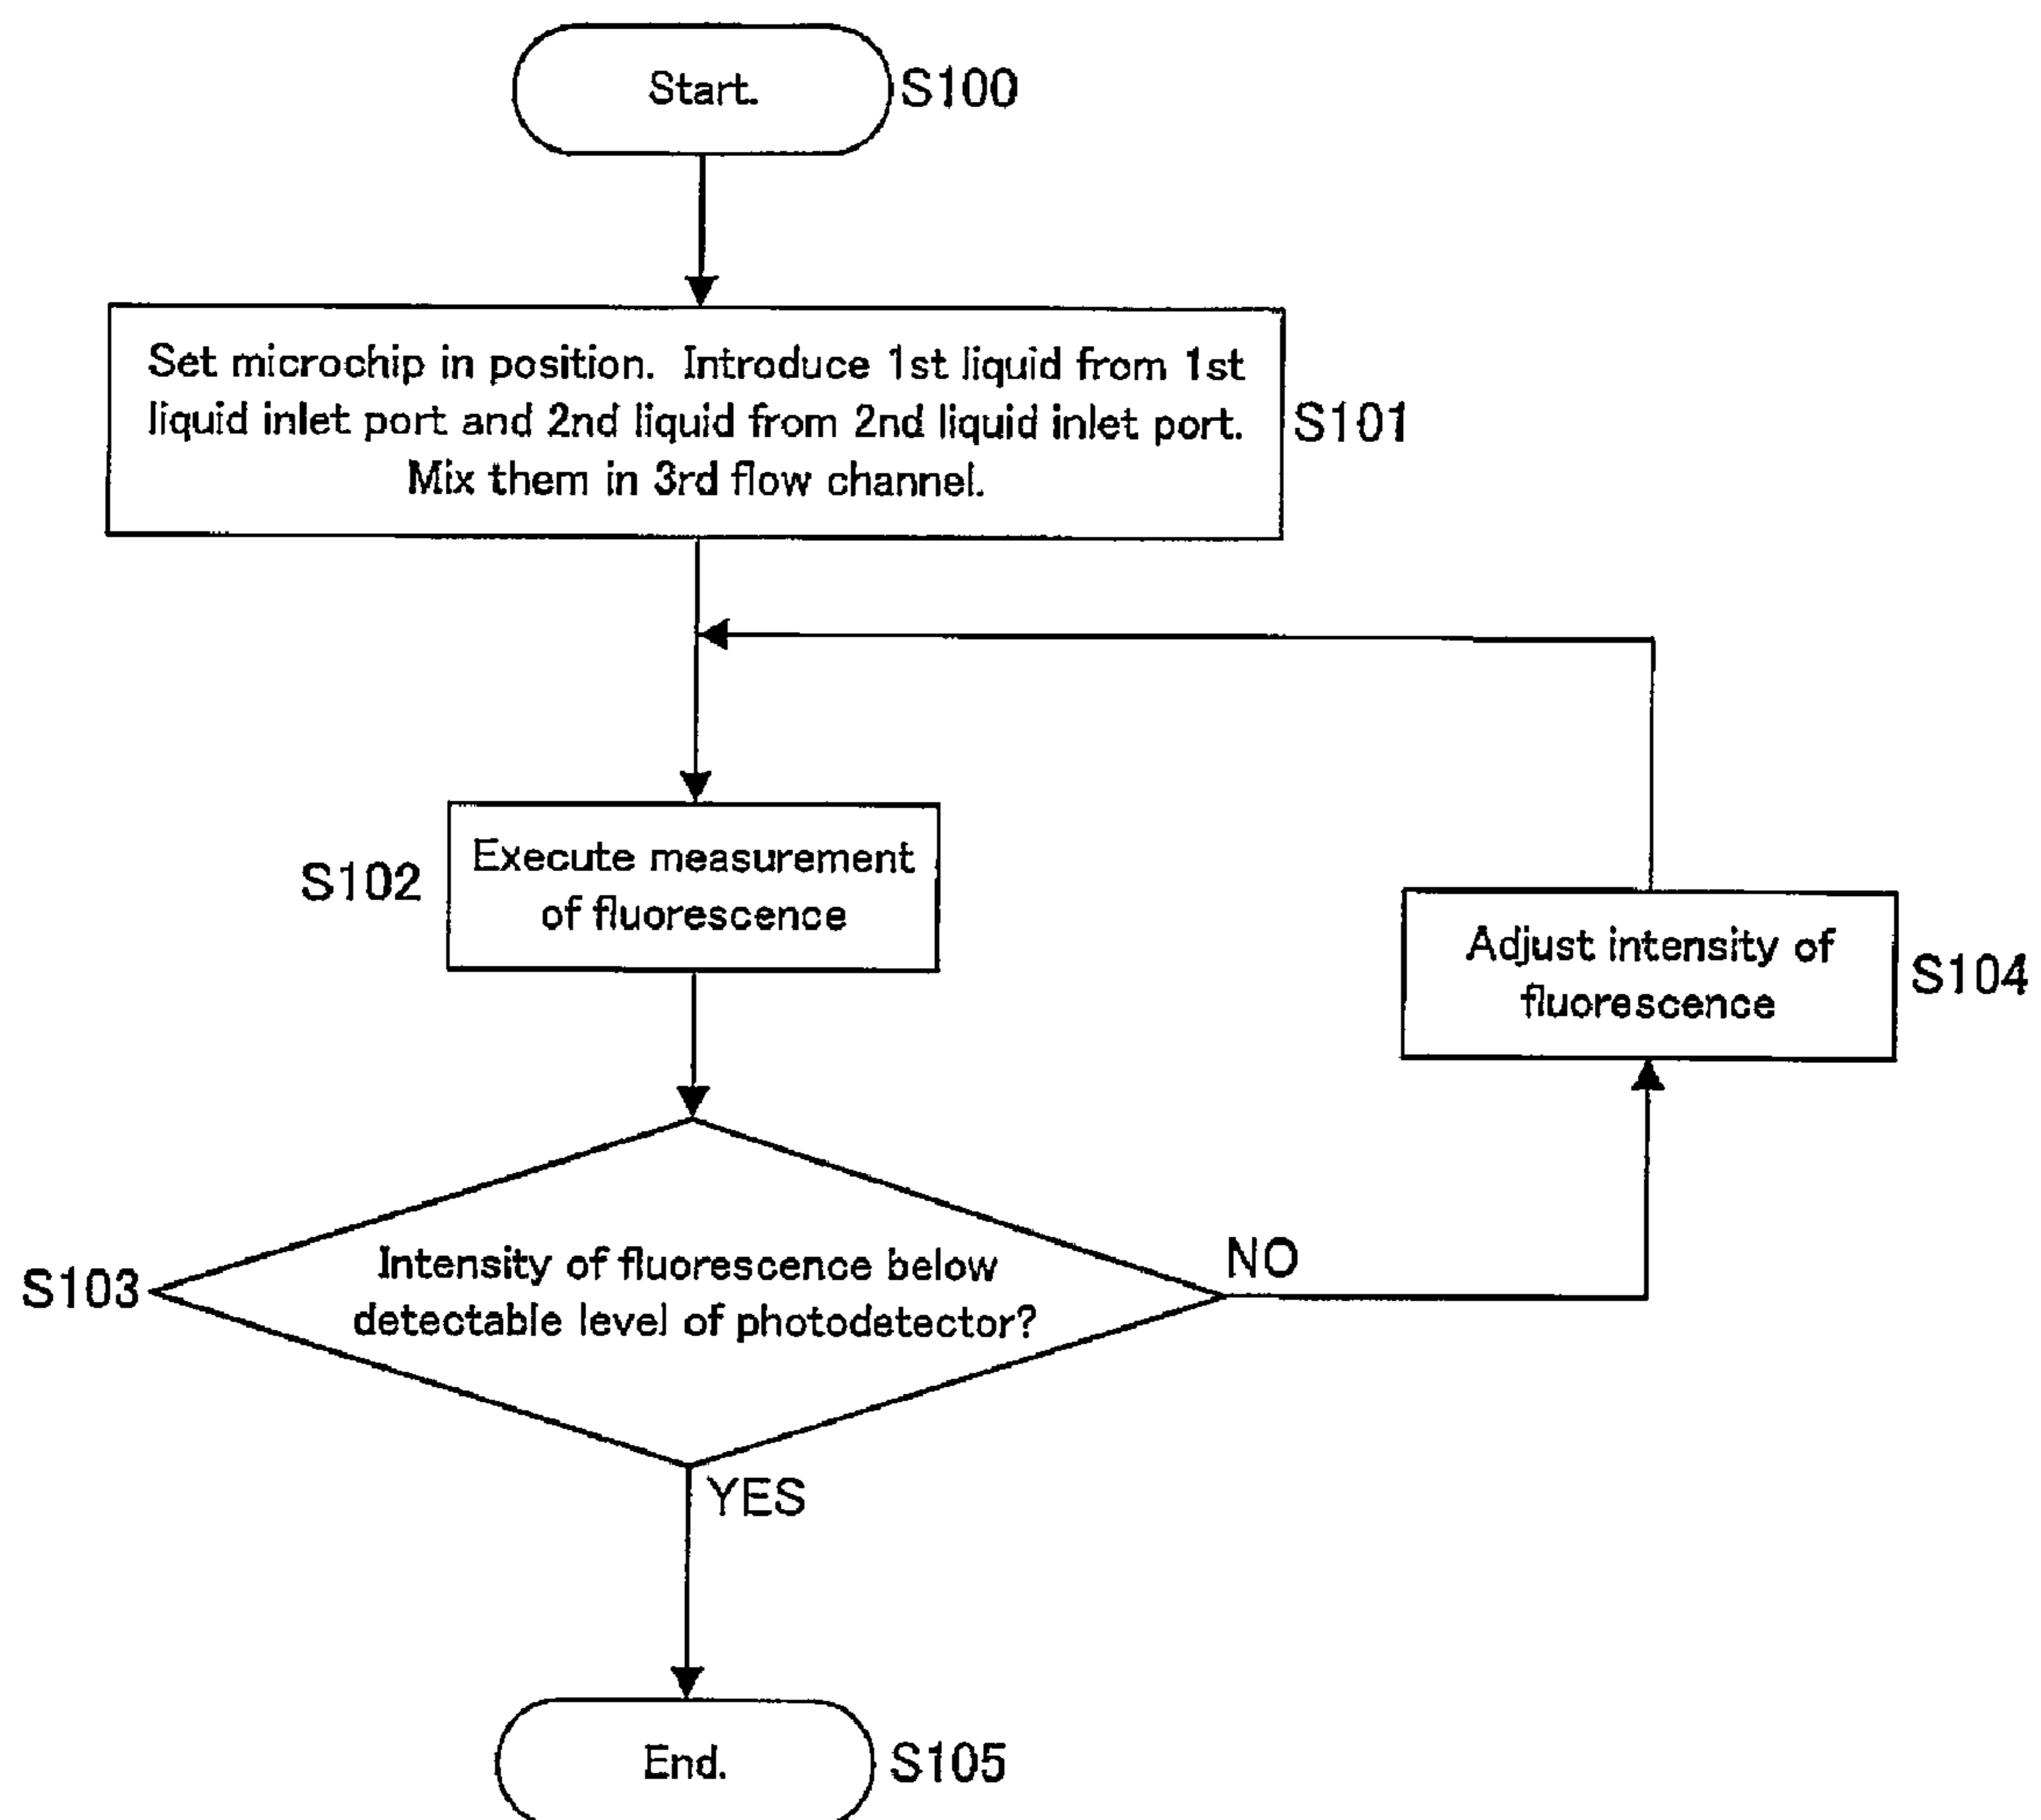 Start.
S100
Set microchip in position. Introduce 1st liquid from 1st
liquid inlet port and 2nd liquid from 2nd liquid inlet port.
Mix them in 3rd flow channel.
S101
S102
Execute measurement
of fluorescence
Adjust intensity of
fluorescence
S104
S103
Intensity of fluorescence below
detectable level of photodetector?
NO
YES
End.
S105